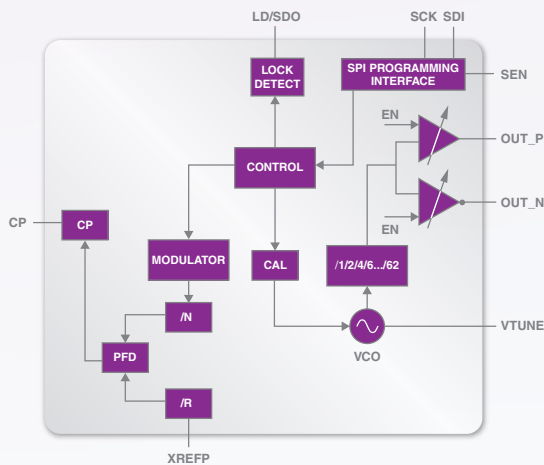 LD/SDO
SCK SDI
LOCK
DETECT
SPI PROGRAMMING
INTERFACE
SEN
EN
OUT_P
CONTROL
OUT_N
EN
CP
CP
MODULATOR
CAL
/1/2/4/6.../62
/N
VTUNE
VCO
PFD
/R
XREFP